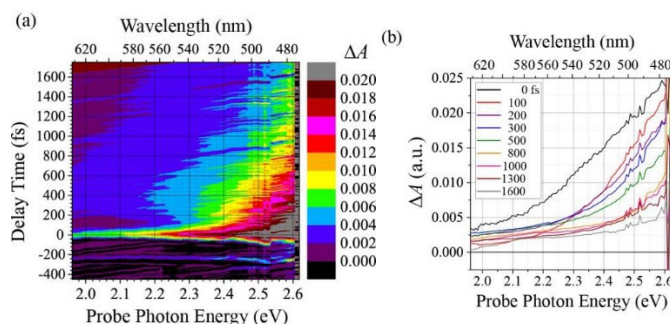 (a)
Wavelength (nm)
620 580 560 540 520 500 480
ΔA
1600
1400
1200
1000
800
600
400
200
0
-200
-400
Delay Time (fs)
0.020
0.018
0.016
0.014
0.012
0.010
0.008
0.006
0.004
0.002
0.000
2.0 2.1 2.2 2.3 2.4 2.5 2.6
Probe Photon Energy (eV)
(b)
Wavelength (nm)
620 580 560 540 520 500 480
0.025
0.020
0.015
0.010
0.005
0.000
ΔA (a.u.)
0 fs
100
200
300
500
800
1000
1300
1600
2.0 2.1 2.2 2.3 2.4 2.5 2.6
Probe Photon Energy (eV)